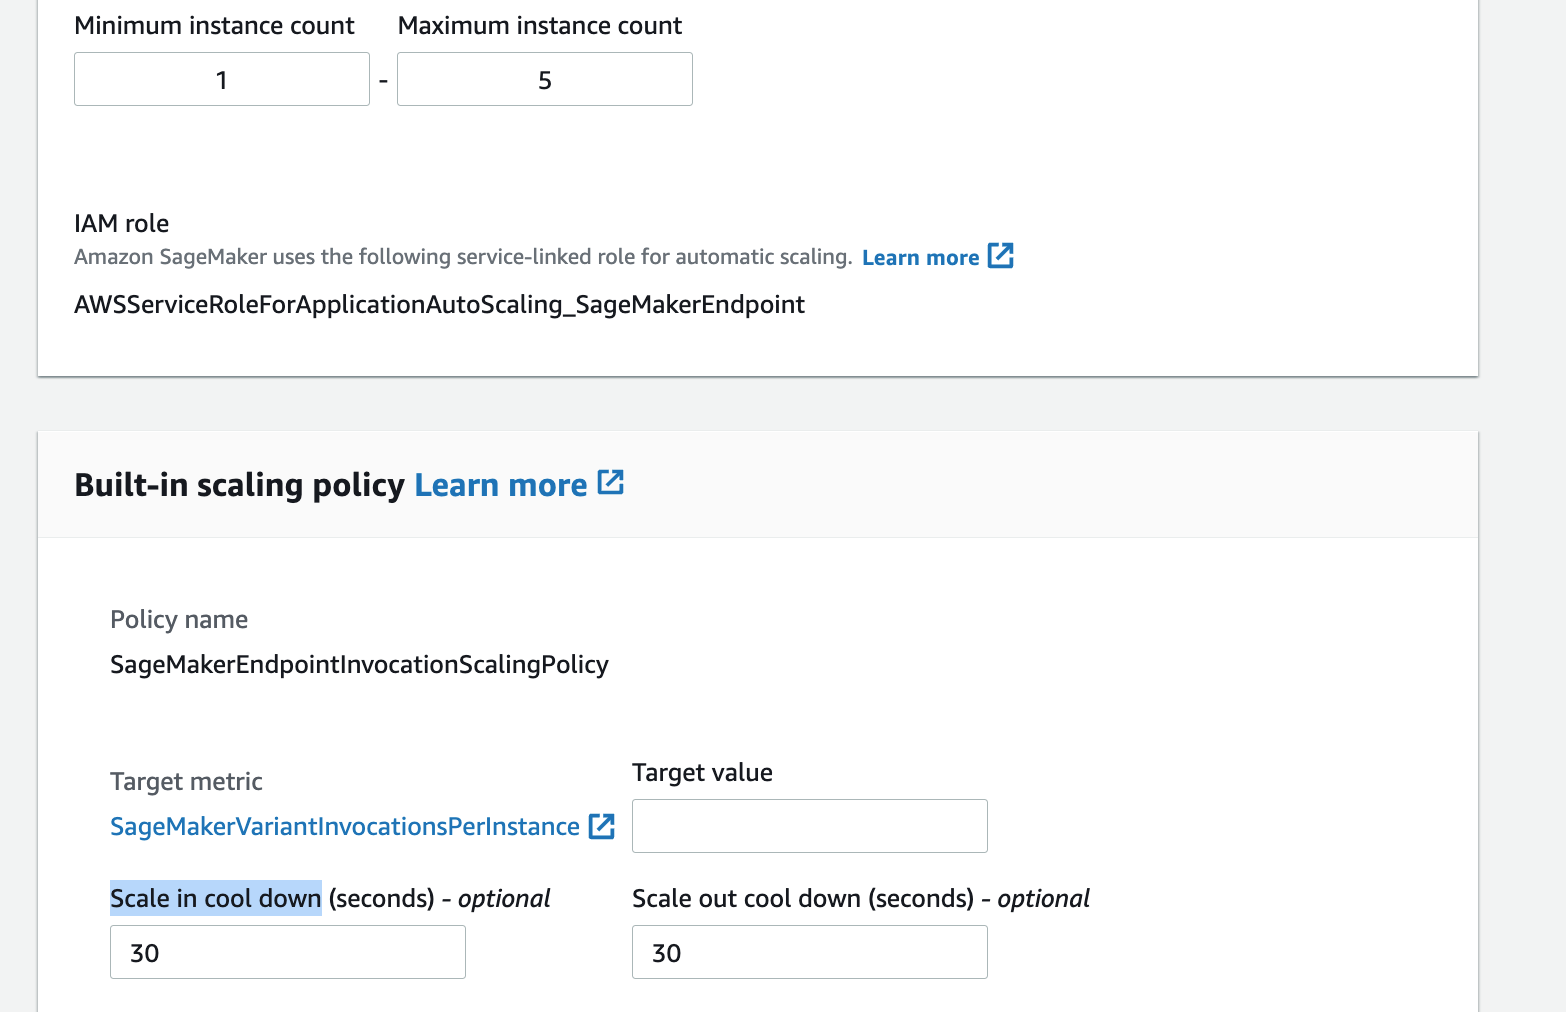 Minimum instance count Maximum instance count
1 - 5
IAM role
Amazon SageMaker uses the following service-linked role for automatic scaling. Learn more
AWSServiceRoleForApplicationAutoScaling_SageMakerEndpoint
Built-in scaling policy Learn more
Policy name
SageMakerEndpointInvocationScalingPolicy
Target metric
SageMakerVariantInvocationsPerInstance
Target value
Scale in cool down (seconds) - optional
30
Scale out cool down (seconds) - optional
30